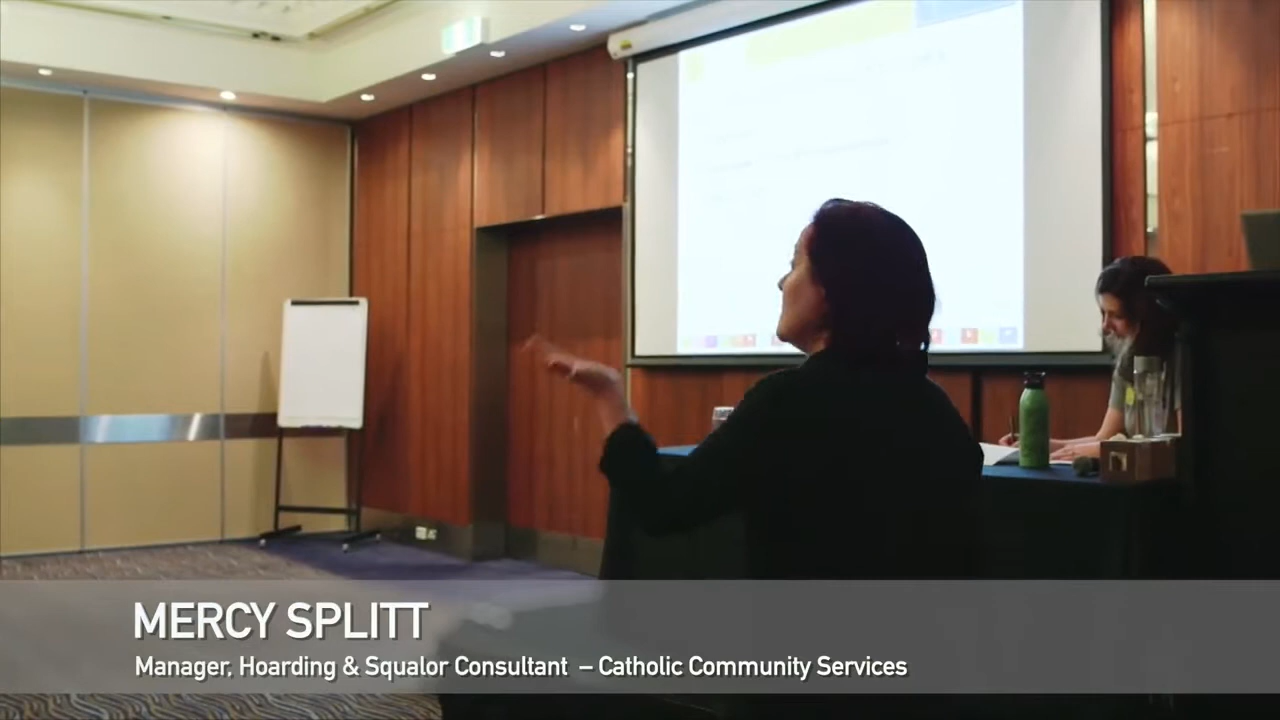 MERCY SPLITT
Manager, Hoarding & Squalor Consultant – Catholic Community Services